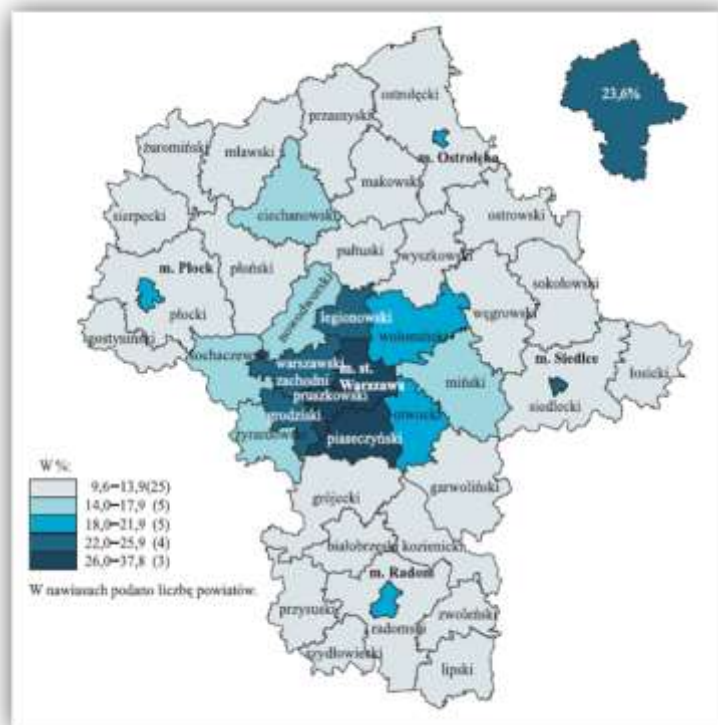 ostrołęcki
23,6%
przasnyski
żuromiński
mławski
m. Ostrołęka
makowski
sierpecki
ciechanowski
ostrowski
pułtuski
wyszkowski
m. Płock
płoński
sokołowski
płocki
węgrowski
nowodworski
legionowski
gostyniński
wołomiński
m. Siedlce
sochaczewski
warszawski
zachodni
m. st.
Warszawa
łosicki
miński
pruszkowski
siedlecki
grodziski
otwocki
żyrardowski
piaseczyński
W %:
9,6–13,9(25)
14,0–17,9 (5)
18,0–21,9 (5)
22,0–25,9 (4)
26,0–37,8 (3)
W nawiasach podano liczbę powiatów.
garwoliński
grójecki
białobrzeski
kozienicki
m. Radom
przysuski
zwoleński
radomski
szydłowiecki
lipski